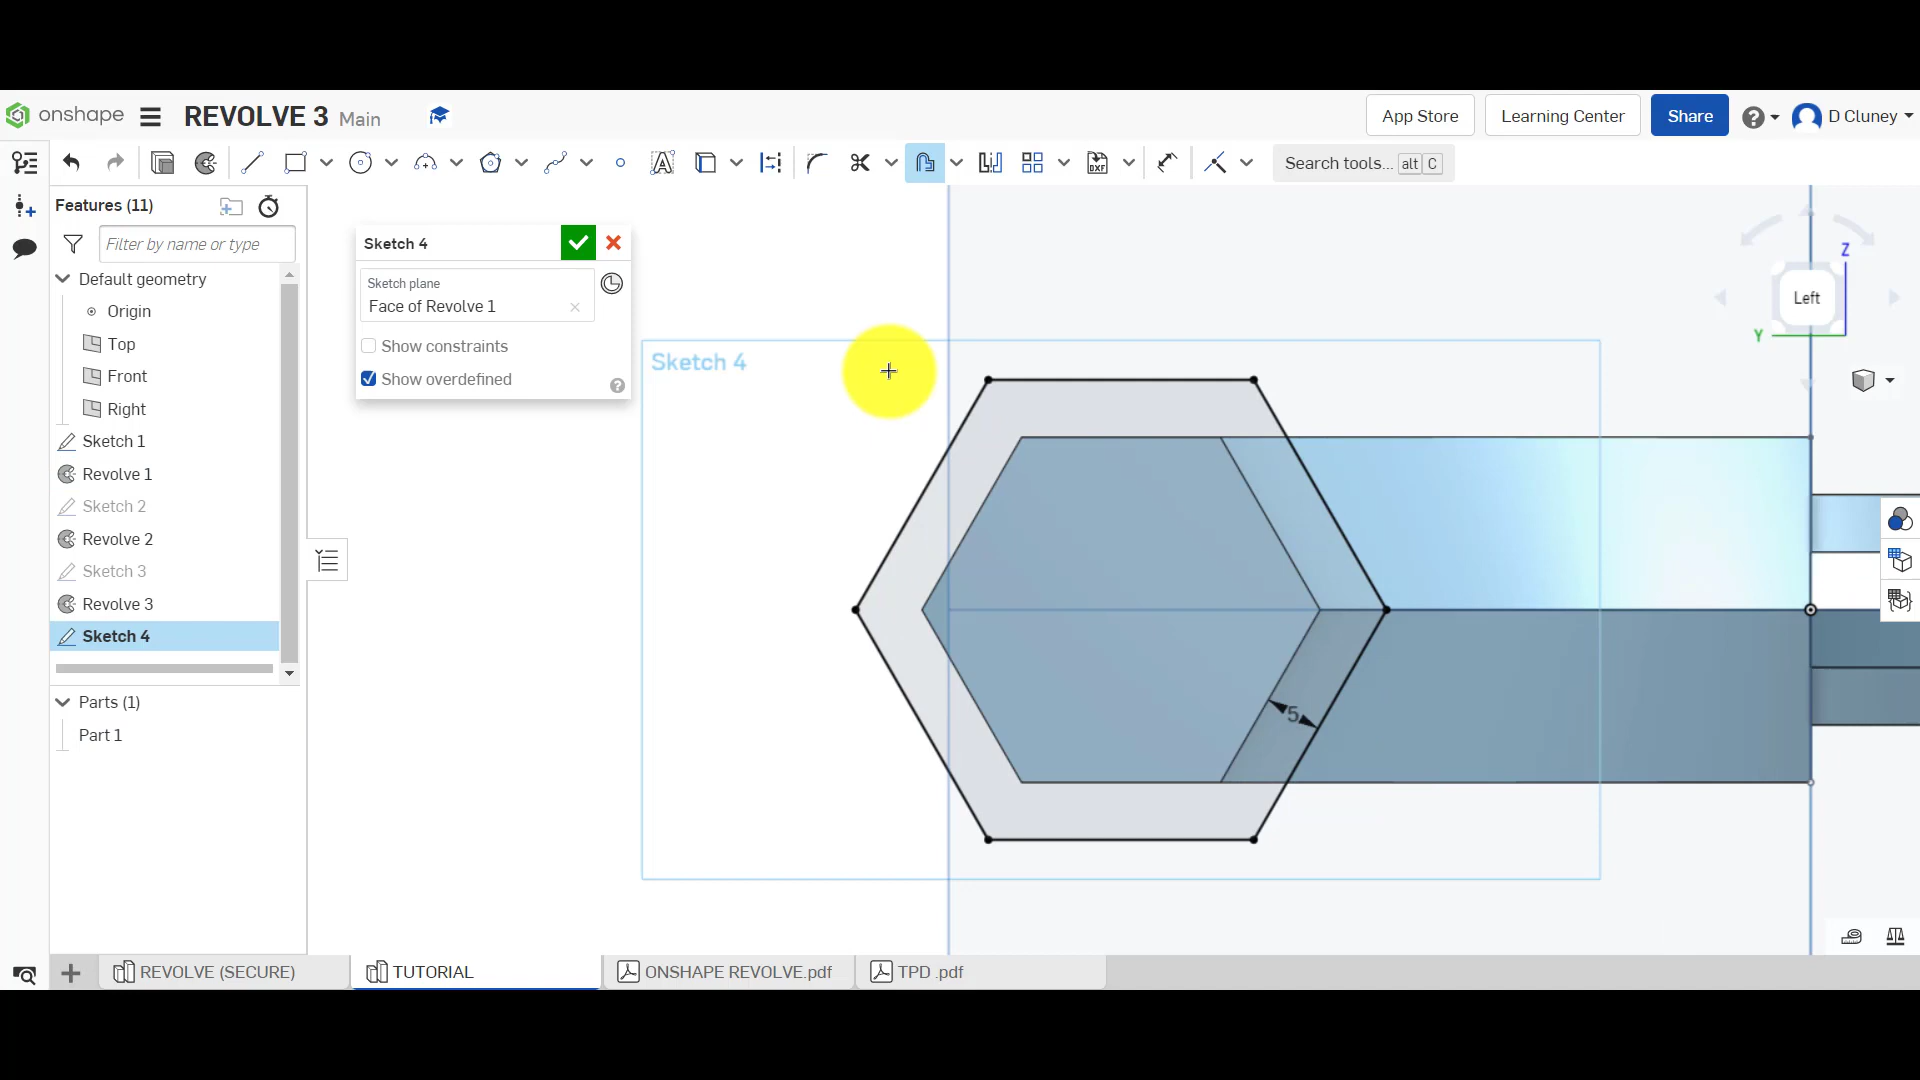 onshape
REVOLVE 3 Main
App Store
Learning Center
Share
D Cluney
Search tools... alt C
Features (11)
Filter by name or type
Default geometry
Origin
Top
Front
Right
Sketch 1
Revolve 1
Sketch 2
Revolve 2
Sketch 3
Revolve 3
Sketch 4
Parts (1)
Part 1
Sketch 4
Sketch plane
Face of Revolve 1
Show constraints
Show overdefined
Sketch 4
5
Z
Left
Y
REVOLVE (SECURE)
TUTORIAL
ONSHAPE REVOLVE.pdf
TPD .pdf